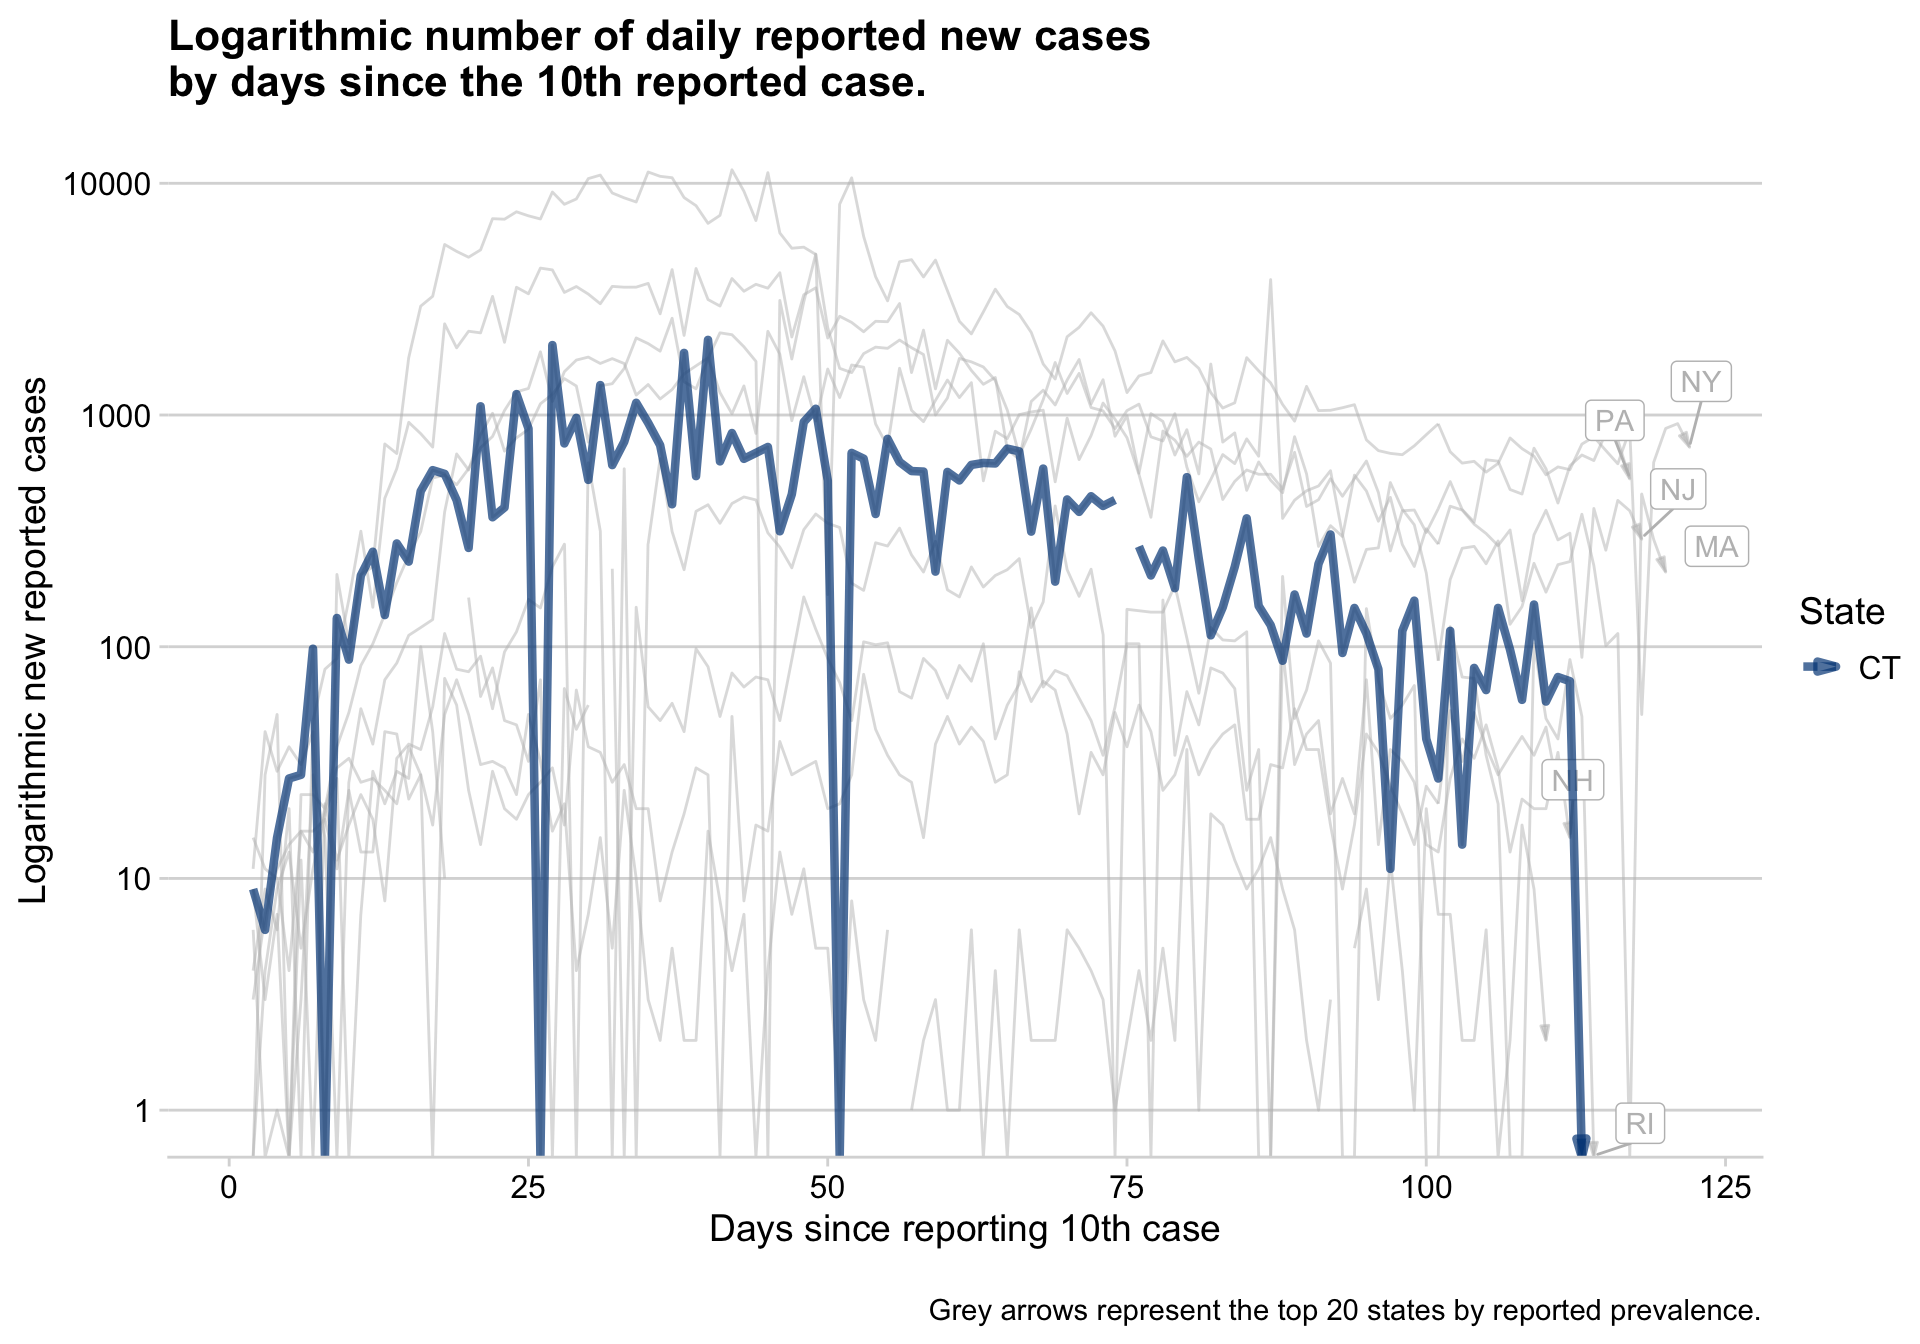 Logarithmic number of daily reported new cases
by days since the 10th reported case.
Logarithmic new reported cases
10000
1000
100
10
1
NY
PA
NJ
MA
NH
RI
State
CT
0
25
50
75
100
125
Days since reporting 10th case
Grey arrows represent the top 20 states by reported prevalence.